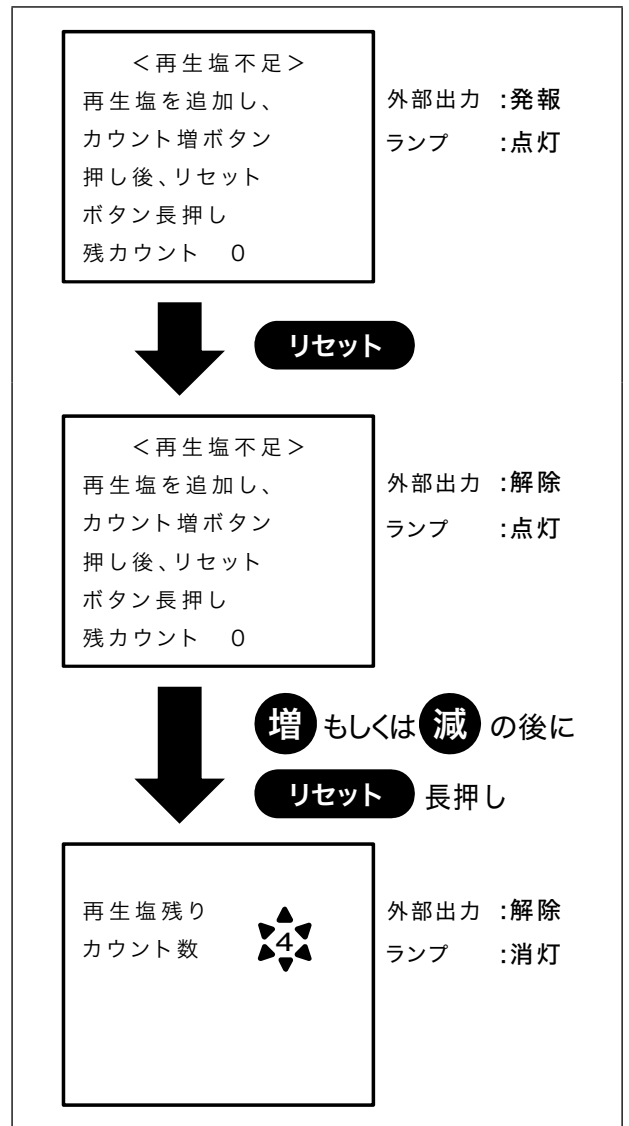 <再生塩不足>
再生塩を追加し、
カウント増ボタン
押し後、リセット
ボタン長押し
残カウント 0
外部出力 :発報
ランプ :点灯
リセット
<再生塩不足>
再生塩を追加し、
カウント増ボタン
押し後、リセット
ボタン長押し
残カウント 0
外部出力 :解除
ランプ :点灯
増 もしくは 減 の後に
リセット 長押し
再生塩残り
カウント数 4
外部出力 :解除
ランプ :消灯